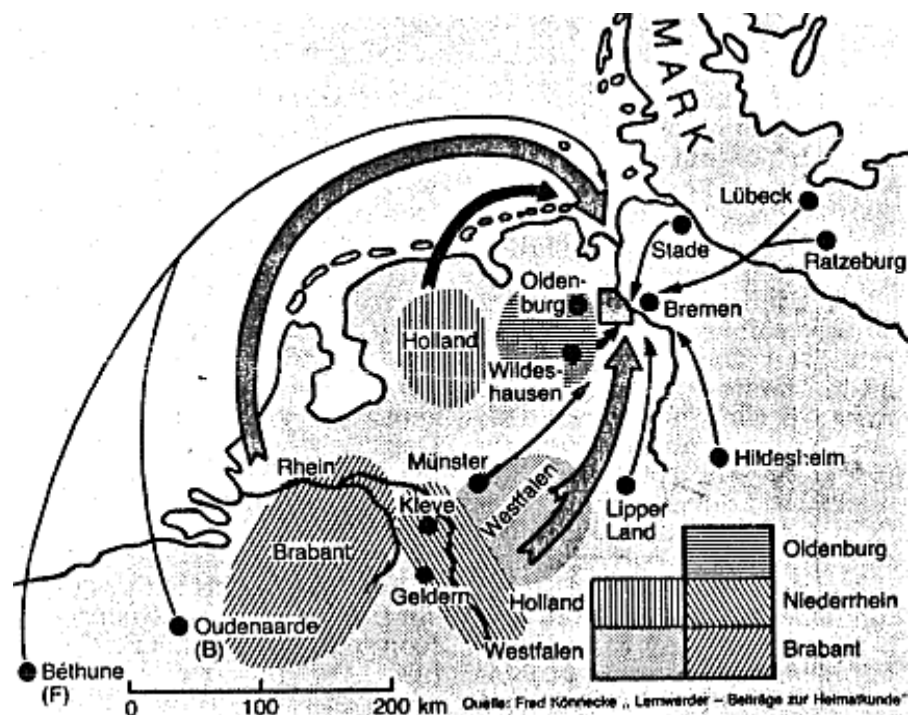 MARK
Lübeck
Stade
Ratzeburg
Olden-
burg
Bremen
Holland
Wildes-
hausen
Rhein
Münster
Hildesheim
Kleve
Westfalen
Lipper
Land
Brabant
Geldern
Oudenaarde
(B)
Béthune
(F)
Oldenburg
Holland
Niederrhein
Westfalen
Brabant
0 100 200 km
Quelle: Fred Könnecke „ Lemwerder – Beiträge zur Heimatkunde"